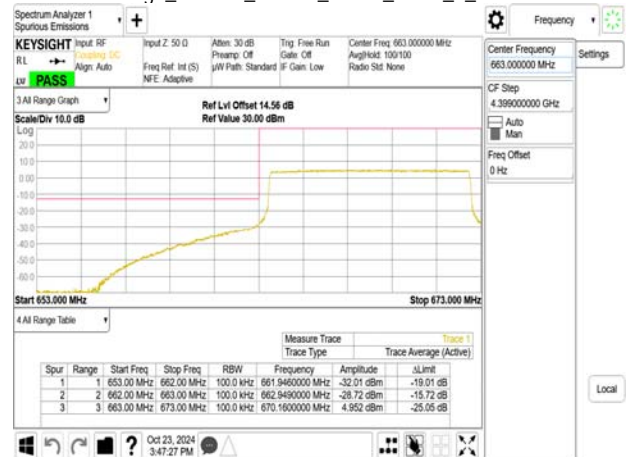 Spectrum Analyzer 1
Spurious Emissions
+
Frequency
KEYSIGHT Input: RF Input Z: 50 Ω Atten: 30 dB Trig: Free Run Center Freq: 663.000000 MHz
RL Coupling: DC Preamp: Off Gate: Off Avg|Hold: 100/100
Align: Auto Freq Ref: Int (S) µW Path: Standard IF Gain: Low Radio Std: None
PASS NFE: Adaptive
Center Frequency
663.000000 MHz
Settings
CF Step
4.399000000 GHz
Auto
Man
Freq Offset
0 Hz
3 All Range Graph
Ref Lvl Offset 14.56 dB
Scale/Div 10.0 dB Ref Value 30.00 dBm
Log
20.0
10.0
0.00
-10.0
-20.0
-30.0
-40.0
-50.0
-60.0
Start 653.000 MHz Stop 673.000 MHz
4 All Range Table
Measure Trace Trace 1
Trace Type Trace Average (Active)
Spur Range Start Freq Stop Freq RBW Frequency Amplitude ΔLimit
1 1 653.00 MHz 662.00 MHz 100.0 kHz 661.9460000 MHz -32.01 dBm -19.01 dB
2 2 662.00 MHz 663.00 MHz 100.0 kHz 662.9490000 MHz -28.72 dBm -15.72 dB
3 3 663.00 MHz 673.00 MHz 100.0 kHz 670.1600000 MHz 4.952 dBm -25.05 dB
Local
? Oct 23, 2024
3:47:27 PM